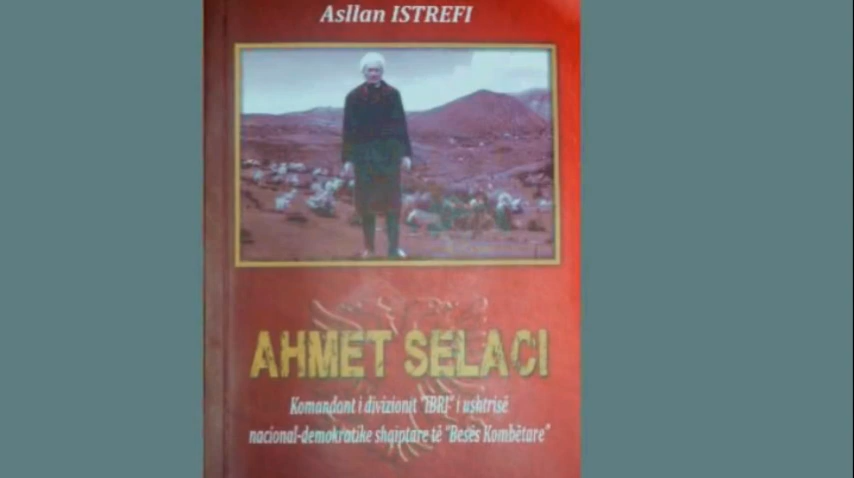 Asllan ISTREFI
AHMET SELACI
Komandant i divizionit "IBRI" i ushtrisë
nacional-demokratike shqiptare të "Besës Kombëtare"